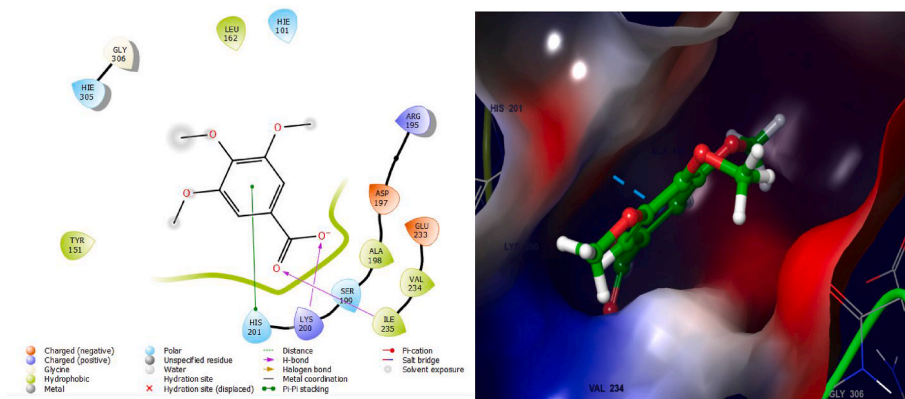 LEU
162
HIE
101
GLY
306
HIE
305
ARG
195
ASP
197
GLU
233
TYR
151
ALA
198
VAL
234
SER
199
HIS
201
LYS
200
ILE
235
O
O
O
O⁻
O
Charged (negative)
Charged (positive)
Glycine
Hydrophobic
Metal
Polar
Unspecified residue
Water
Hydration site
Hydration site (displaced)
Distance
H-bond
Halogen bond
Metal coordination
Pi-Pi stacking
Pi-cation
Salt bridge
Solvent exposure
HIS 201
VAL 234
GLY 306